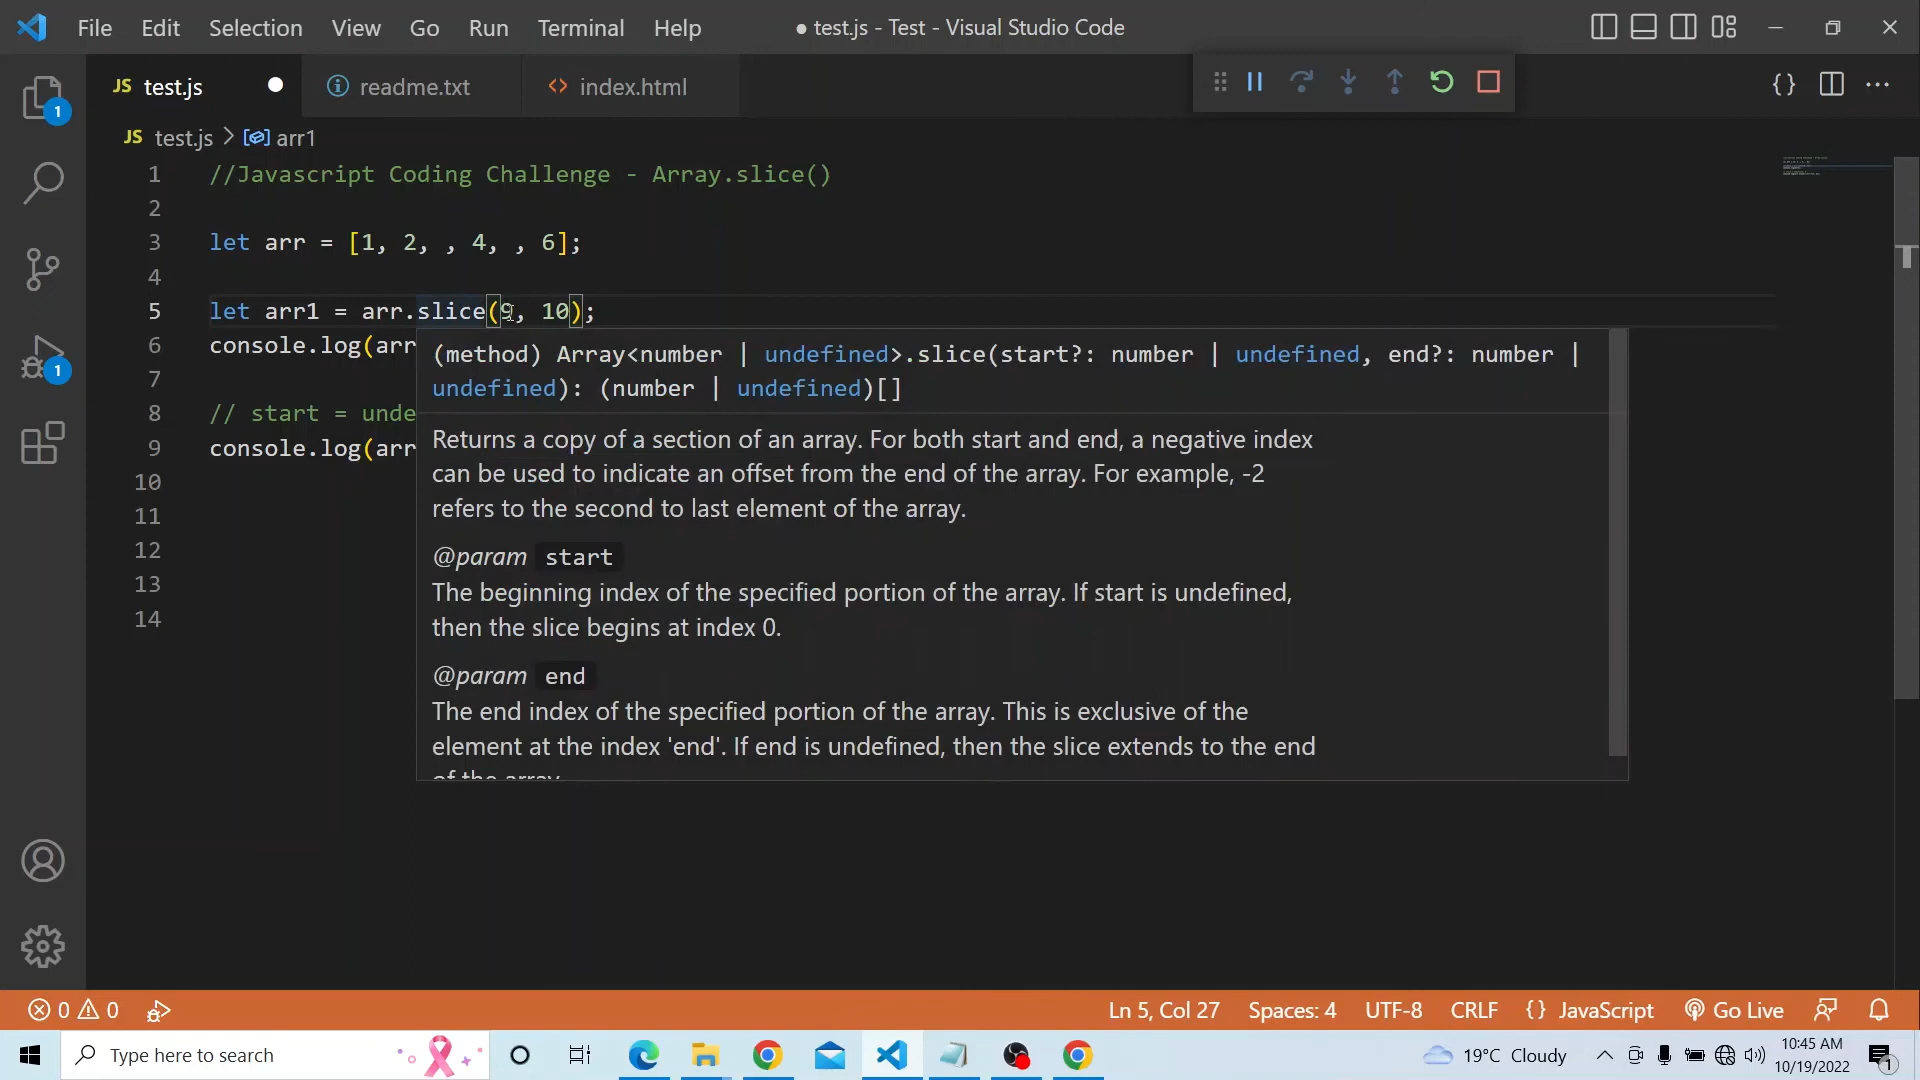 File Edit Selection View Go Run Terminal Help ● test.js - Test - Visual Studio Code
JS test.js readme.txt index.html
JS test.js > arr1
1 //Javascript Coding Challenge - Array.slice()
2
3 let arr = [1, 2, , 4, , 6];
4
5 let arr1 = arr.slice(9, 10);
6 console.log(arr
7
8 // start = unde
9 console.log(arr
10
11
12
13
14
(method) Array<number | undefined>.slice(start?: number | undefined, end?: number |
undefined): (number | undefined)[]
Returns a copy of a section of an array. For both start and end, a negative index
can be used to indicate an offset from the end of the array. For example, -2
refers to the second to last element of the array.
@param start
The beginning index of the specified portion of the array. If start is undefined,
then the slice begins at index 0.
@param end
The end index of the specified portion of the array. This is exclusive of the
element at the index 'end'. If end is undefined, then the slice extends to the end
of the array.
1
1
0 0 Ln 5, Col 27 Spaces: 4 UTF-8 CRLF {} JavaScript Go Live
Type here to search 19°C Cloudy 10:45 AM
10/19/2022 1